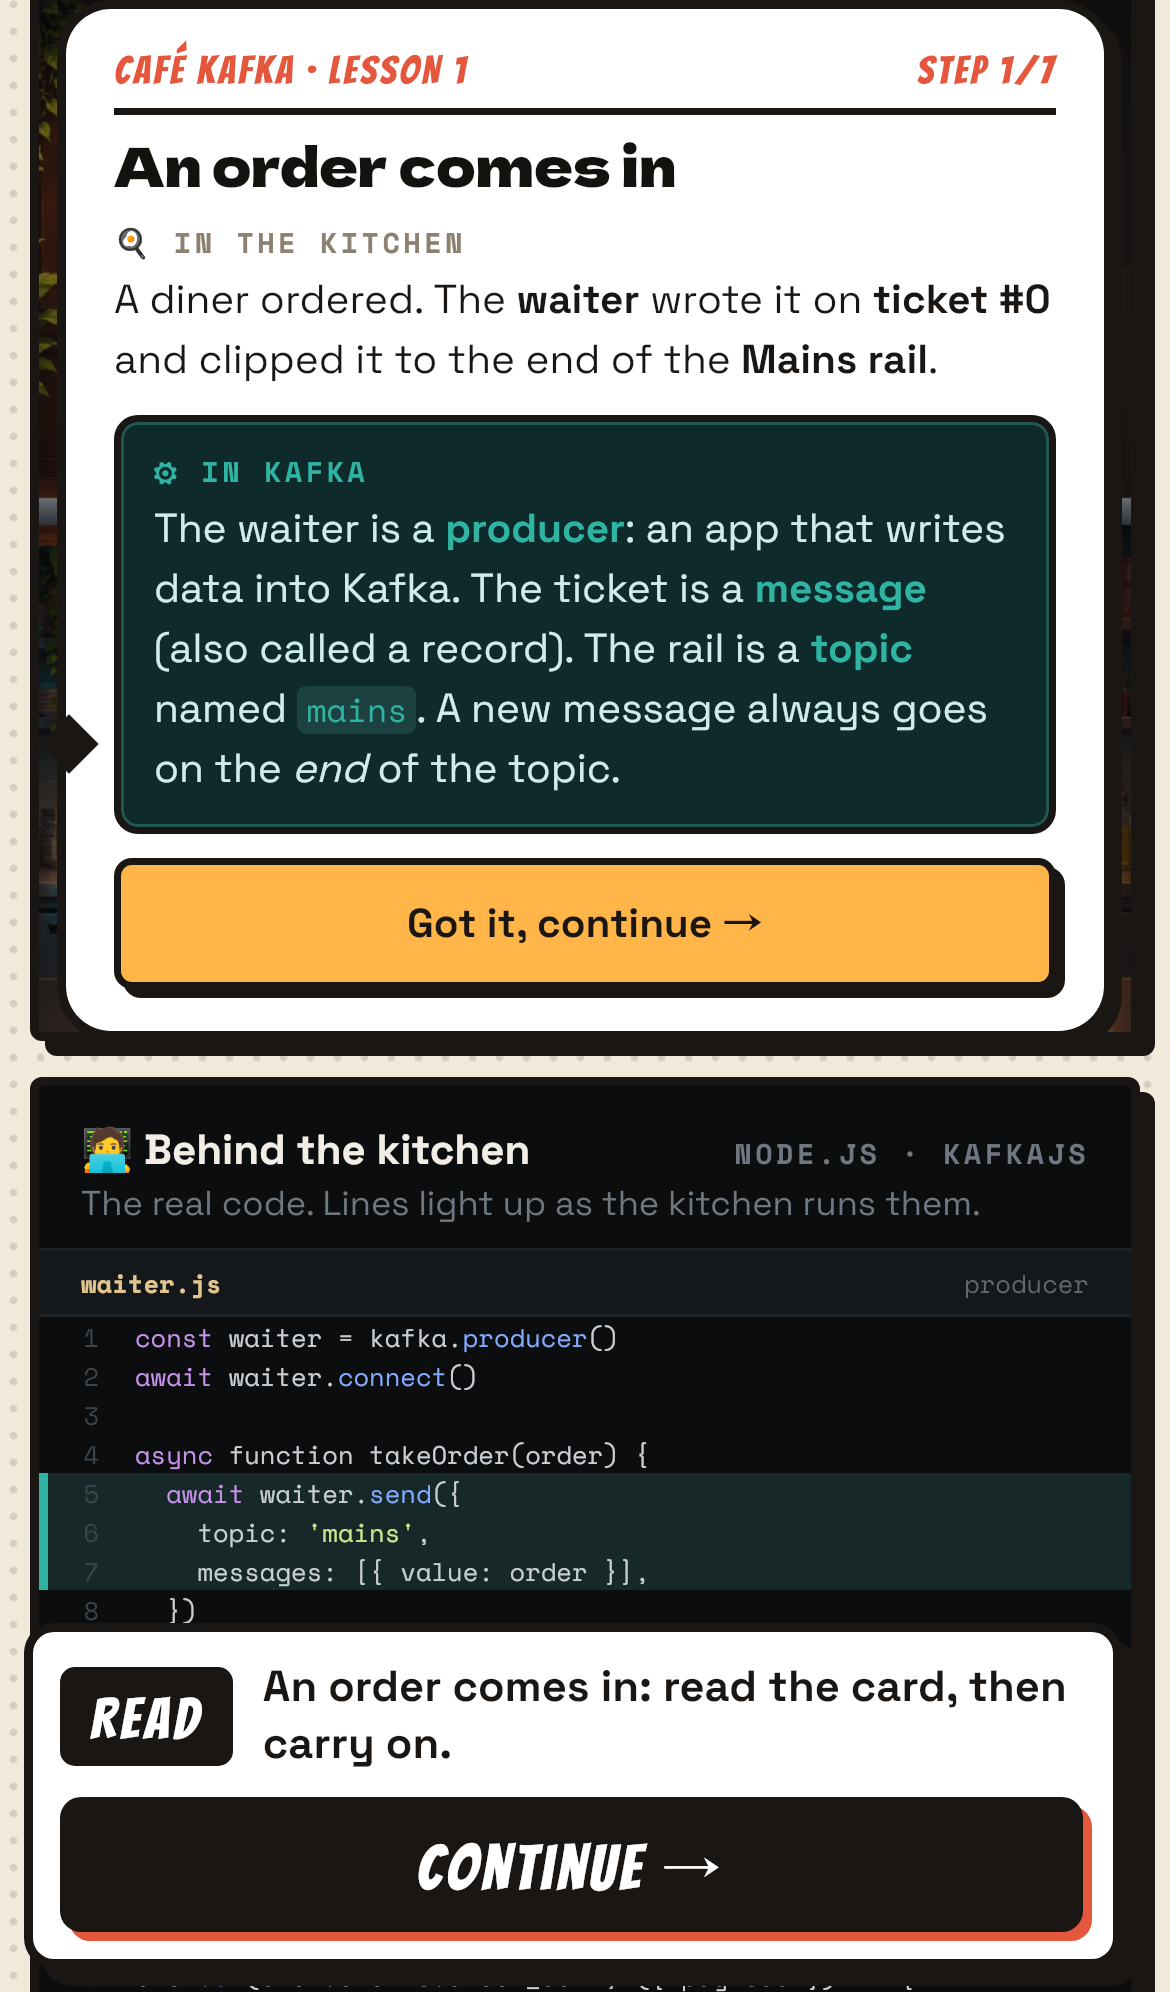 CAFÉ KAFKA · LESSON 1
STEP 1/7
An order comes in
🍳 IN THE KITCHEN
A diner ordered. The waiter wrote it on ticket #0
and clipped it to the end of the Mains rail.
⚙ IN KAFKA
The waiter is a producer: an app that writes
data into Kafka. The ticket is a message
(also called a record). The rail is a topic
named mains. A new message always goes
on the end of the topic.
Got it, continue →
🧑‍💻 Behind the kitchen
NODE.JS · KAFKAJS
The real code. Lines light up as the kitchen runs them.
waiter.js
producer
1 const waiter = kafka.producer()
2 await waiter.connect()
3
4 async function takeOrder(order) {
5   await waiter.send({
6     topic: 'mains',
7     messages: [{ value: order }],
8   })
READ
An order comes in: read the card, then
carry on.
CONTINUE →